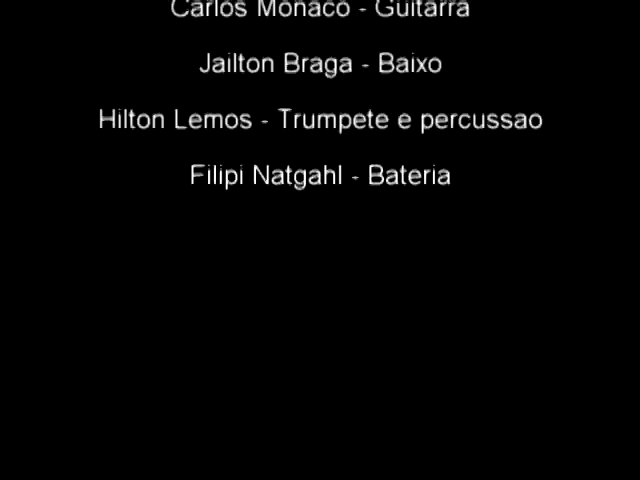 Carlos Monaco - Guitarra
Jailton Braga - Baixo
Hilton Lemos - Trumpete e percussao
Filipi Natgahl - Bateria